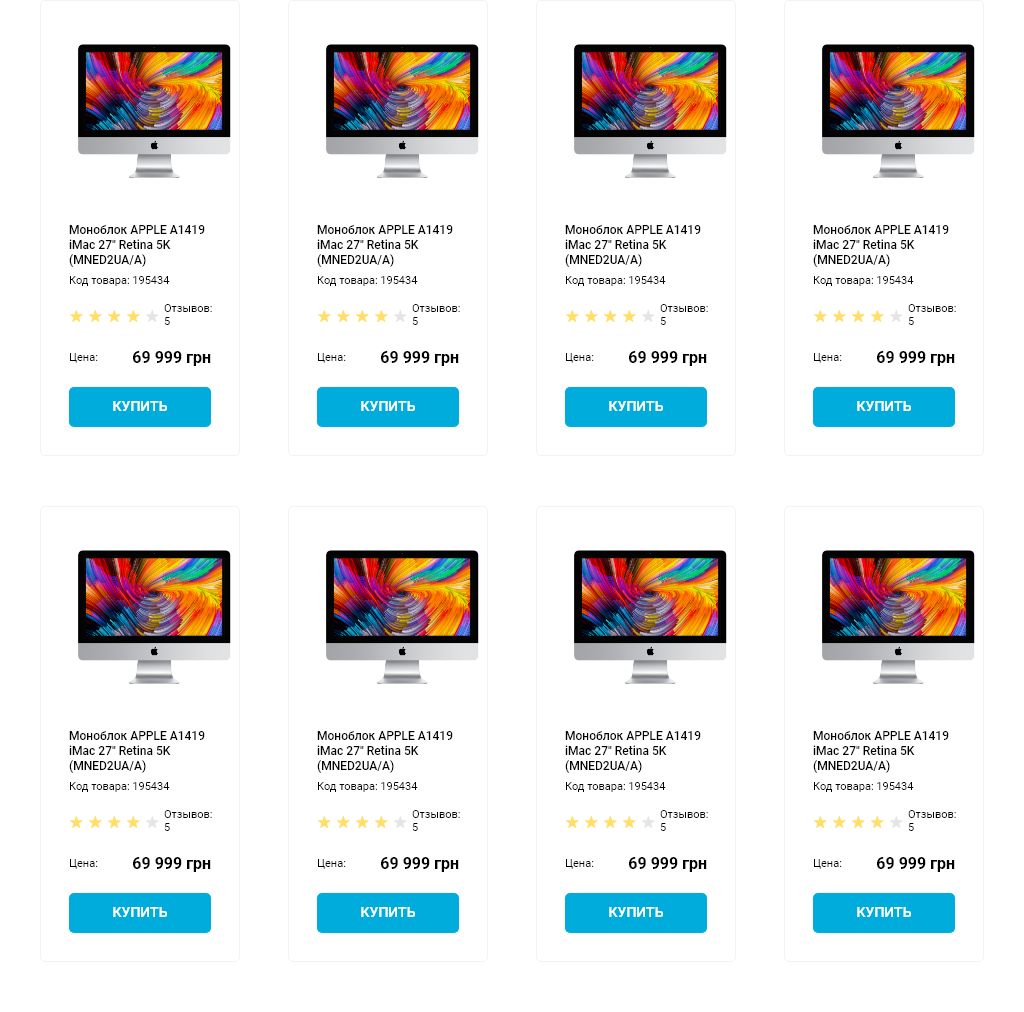 Моноблок APPLE A1419
iMac 27" Retina 5K
(MNED2UA/A)
Код товара: 195434
Отзывов:
5
Цена: 69 999 грн
КУПИТЬ
Моноблок APPLE A1419
iMac 27" Retina 5K
(MNED2UA/A)
Код товара: 195434
Отзывов:
5
Цена: 69 999 грн
КУПИТЬ
Моноблок APPLE A1419
iMac 27" Retina 5K
(MNED2UA/A)
Код товара: 195434
Отзывов:
5
Цена: 69 999 грн
КУПИТЬ
Моноблок APPLE A1419
iMac 27" Retina 5K
(MNED2UA/A)
Код товара: 195434
Отзывов:
5
Цена: 69 999 грн
КУПИТЬ
Моноблок APPLE A1419
iMac 27" Retina 5K
(MNED2UA/A)
Код товара: 195434
Отзывов:
5
Цена: 69 999 грн
КУПИТЬ
Моноблок APPLE A1419
iMac 27" Retina 5K
(MNED2UA/A)
Код товара: 195434
Отзывов:
5
Цена: 69 999 грн
КУПИТЬ
Моноблок APPLE A1419
iMac 27" Retina 5K
(MNED2UA/A)
Код товара: 195434
Отзывов:
5
Цена: 69 999 грн
КУПИТЬ
Моноблок APPLE A1419
iMac 27" Retina 5K
(MNED2UA/A)
Код товара: 195434
Отзывов:
5
Цена: 69 999 грн
КУПИТЬ